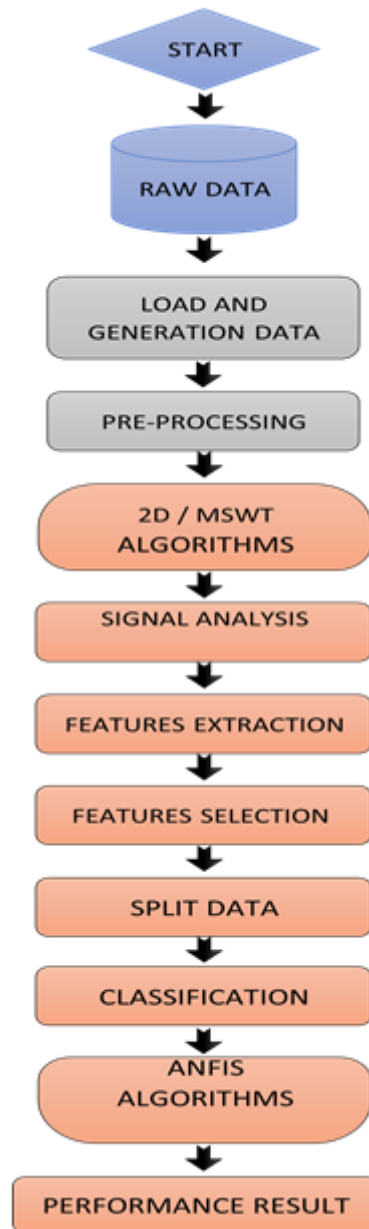 START
RAW DATA
LOAD AND
GENERATION DATA
PRE-PROCESSING
2D / MSWT
ALGORITHMS
SIGNAL ANALYSIS
FEATURES EXTRACTION
FEATURES SELECTION
SPLIT DATA
CLASSIFICATION
ANFIS
ALGORITHMS
PERFORMANCE RESULT